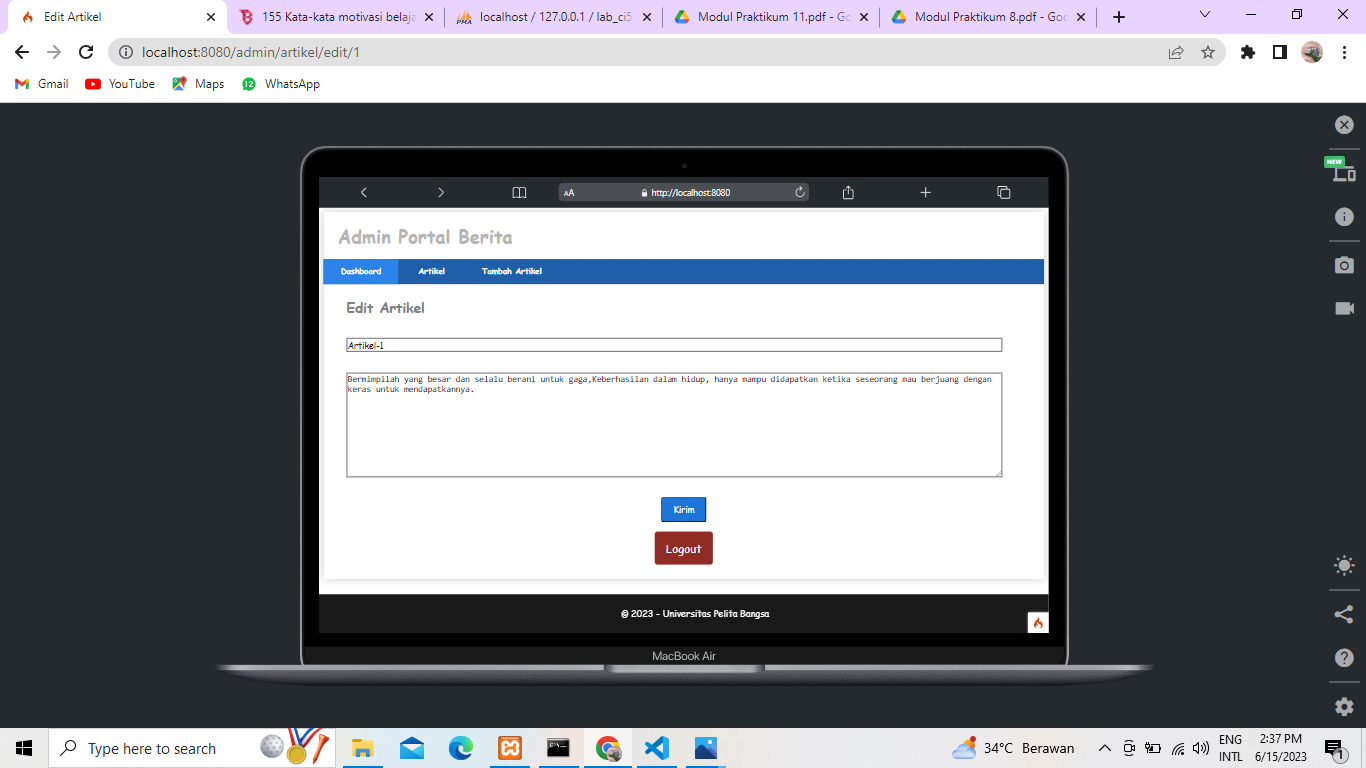 Edit Artikel
155 Kata-kata motivasi belaja
localhost / 127.0.0.1 / lab_ci5
Modul Praktikum 11.pdf - Go
Modul Praktikum 8.pdf - Goo
localhost:8080/admin/artikel/edit/1
Gmail
YouTube
Maps
12
WhatsApp
NEW
AA
http://localhost:8080
Admin Portal Berita
Dashboard
Artikel
Tambah Artikel
Edit Artikel
Artikel-1
Bermimpilah yang besar dan selalu berani untuk gaga,Keberhasilan dalam hidup, hanya mampu didapatkan ketika seseorang mau berjuang dengan
keras untuk mendapatkannya.
Kirim
Logout
© 2023 - Universitas Pelita Bangsa
MacBook Air
Type here to search
34°C Berawan
ENG
INTL
2:37 PM
6/15/2023
1